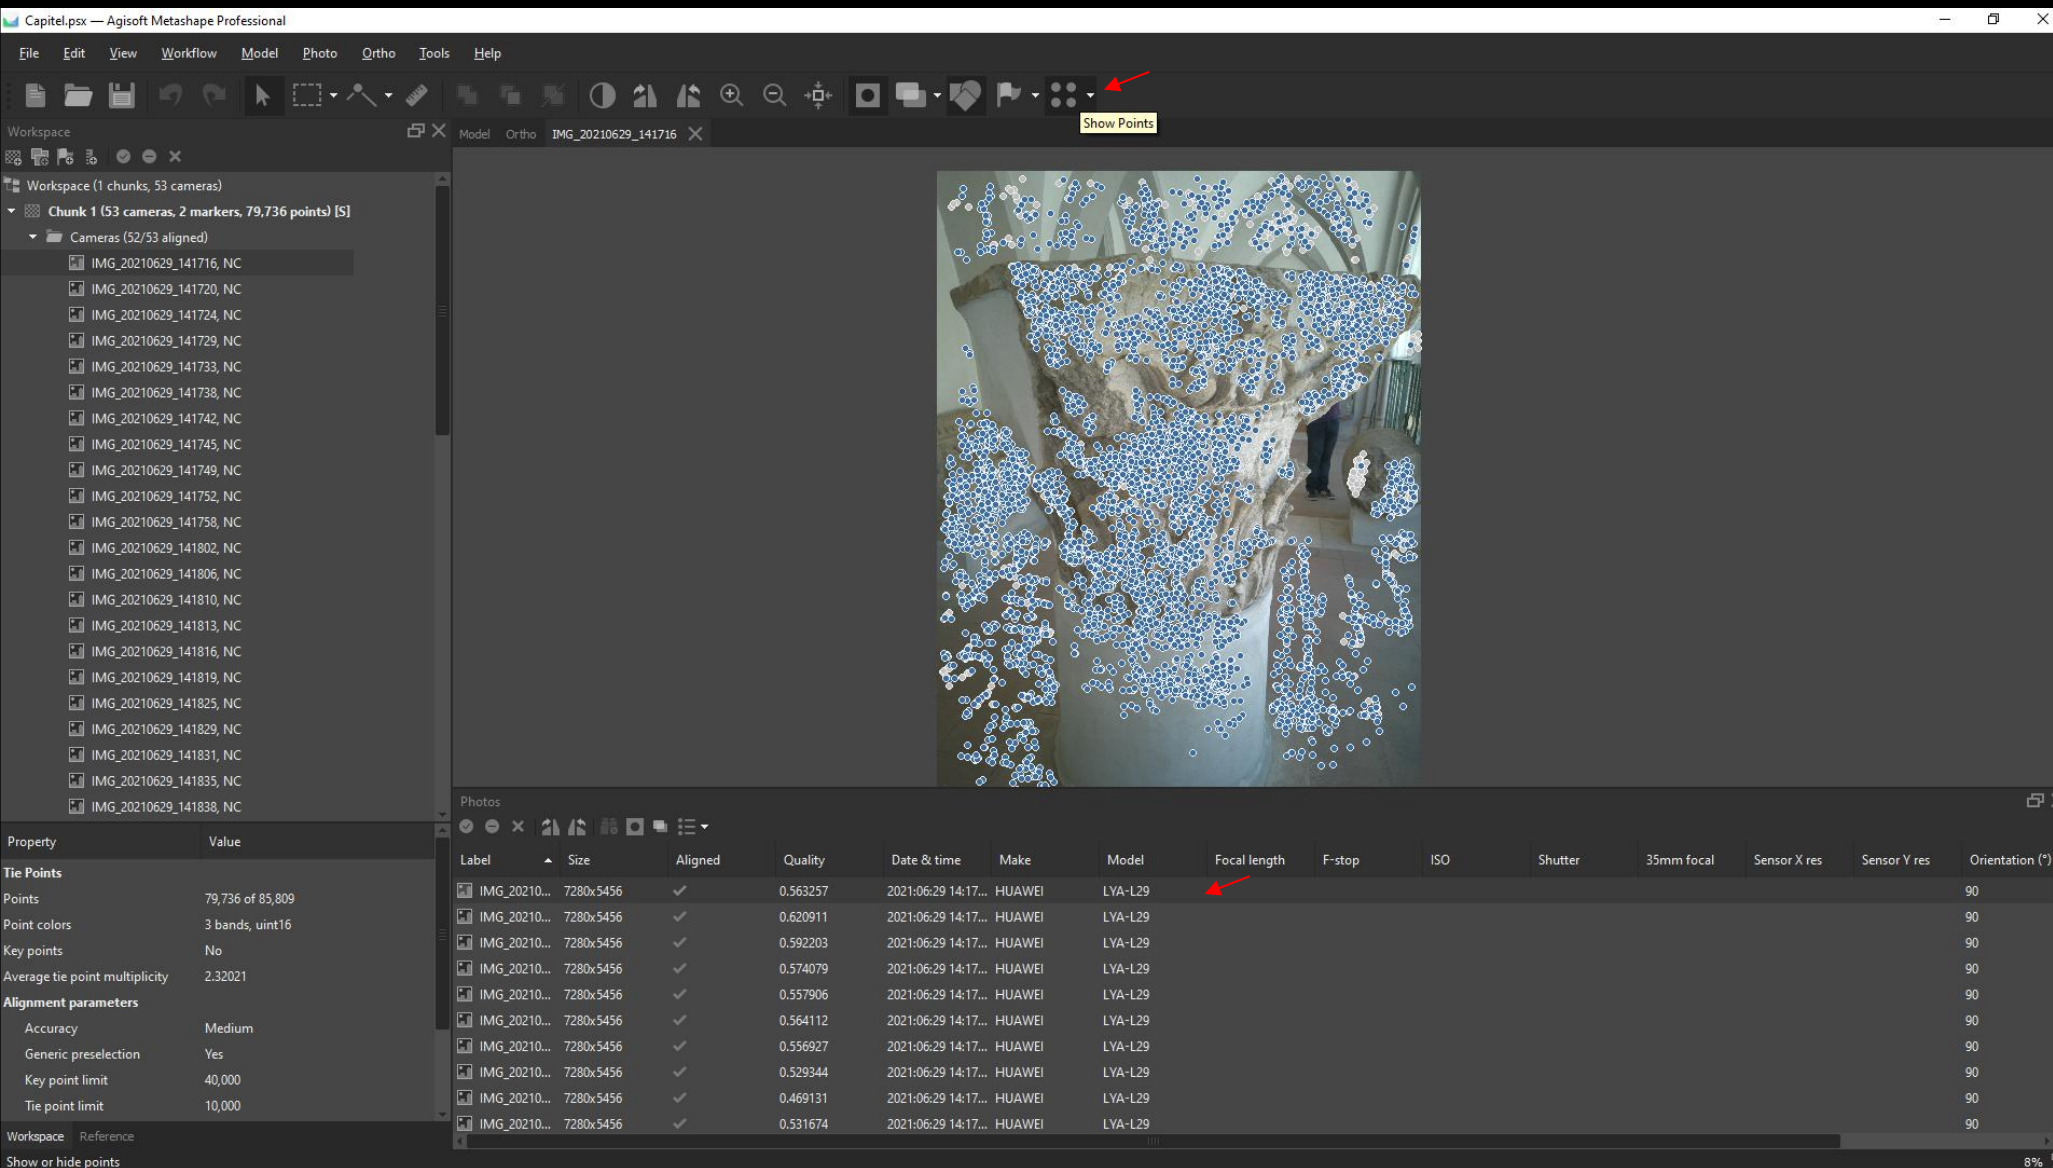 Capitel.psx — Agisoft Metashape Professional
File Edit View Workflow Model Photo Ortho Tools Help
Show Points
Workspace
Model Ortho IMG_20210629_141716
Workspace (1 chunks, 53 cameras)
Chunk 1 (53 cameras, 2 markers, 79,736 points) [S]
Cameras (52/53 aligned)
IMG_20210629_141716, NC
IMG_20210629_141720, NC
IMG_20210629_141724, NC
IMG_20210629_141729, NC
IMG_20210629_141733, NC
IMG_20210629_141738, NC
IMG_20210629_141742, NC
IMG_20210629_141745, NC
IMG_20210629_141749, NC
IMG_20210629_141752, NC
IMG_20210629_141758, NC
IMG_20210629_141802, NC
IMG_20210629_141806, NC
IMG_20210629_141810, NC
IMG_20210629_141813, NC
IMG_20210629_141816, NC
IMG_20210629_141819, NC
IMG_20210629_141825, NC
IMG_20210629_141829, NC
IMG_20210629_141831, NC
IMG_20210629_141835, NC
IMG_20210629_141838, NC
Property Value
Tie Points
Points 79,736 of 85,809
Point colors 3 bands, uint16
Key points No
Average tie point multiplicity 2.32021
Alignment parameters
Accuracy Medium
Generic preselection Yes
Key point limit 40,000
Tie point limit 10,000
Workspace Reference
Photos
Label Size Aligned Quality Date & time Make Model Focal length F-stop ISO Shutter 35mm focal Sensor X res Sensor Y res Orientation (°)
IMG_20210... 7280x5456 0.563257 2021:06:29 14:17... HUAWEI LYA-L29 90
IMG_20210... 7280x5456 0.620911 2021:06:29 14:17... HUAWEI LYA-L29 90
IMG_20210... 7280x5456 0.592203 2021:06:29 14:17... HUAWEI LYA-L29 90
IMG_20210... 7280x5456 0.574079 2021:06:29 14:17... HUAWEI LYA-L29 90
IMG_20210... 7280x5456 0.557906 2021:06:29 14:17... HUAWEI LYA-L29 90
IMG_20210... 7280x5456 0.564112 2021:06:29 14:17... HUAWEI LYA-L29 90
IMG_20210... 7280x5456 0.556927 2021:06:29 14:17... HUAWEI LYA-L29 90
IMG_20210... 7280x5456 0.529344 2021:06:29 14:17... HUAWEI LYA-L29 90
IMG_20210... 7280x5456 0.469131 2021:06:29 14:17... HUAWEI LYA-L29 90
IMG_20210... 7280x5456 0.531674 2021:06:29 14:17... HUAWEI LYA-L29 90
Show or hide points 8%